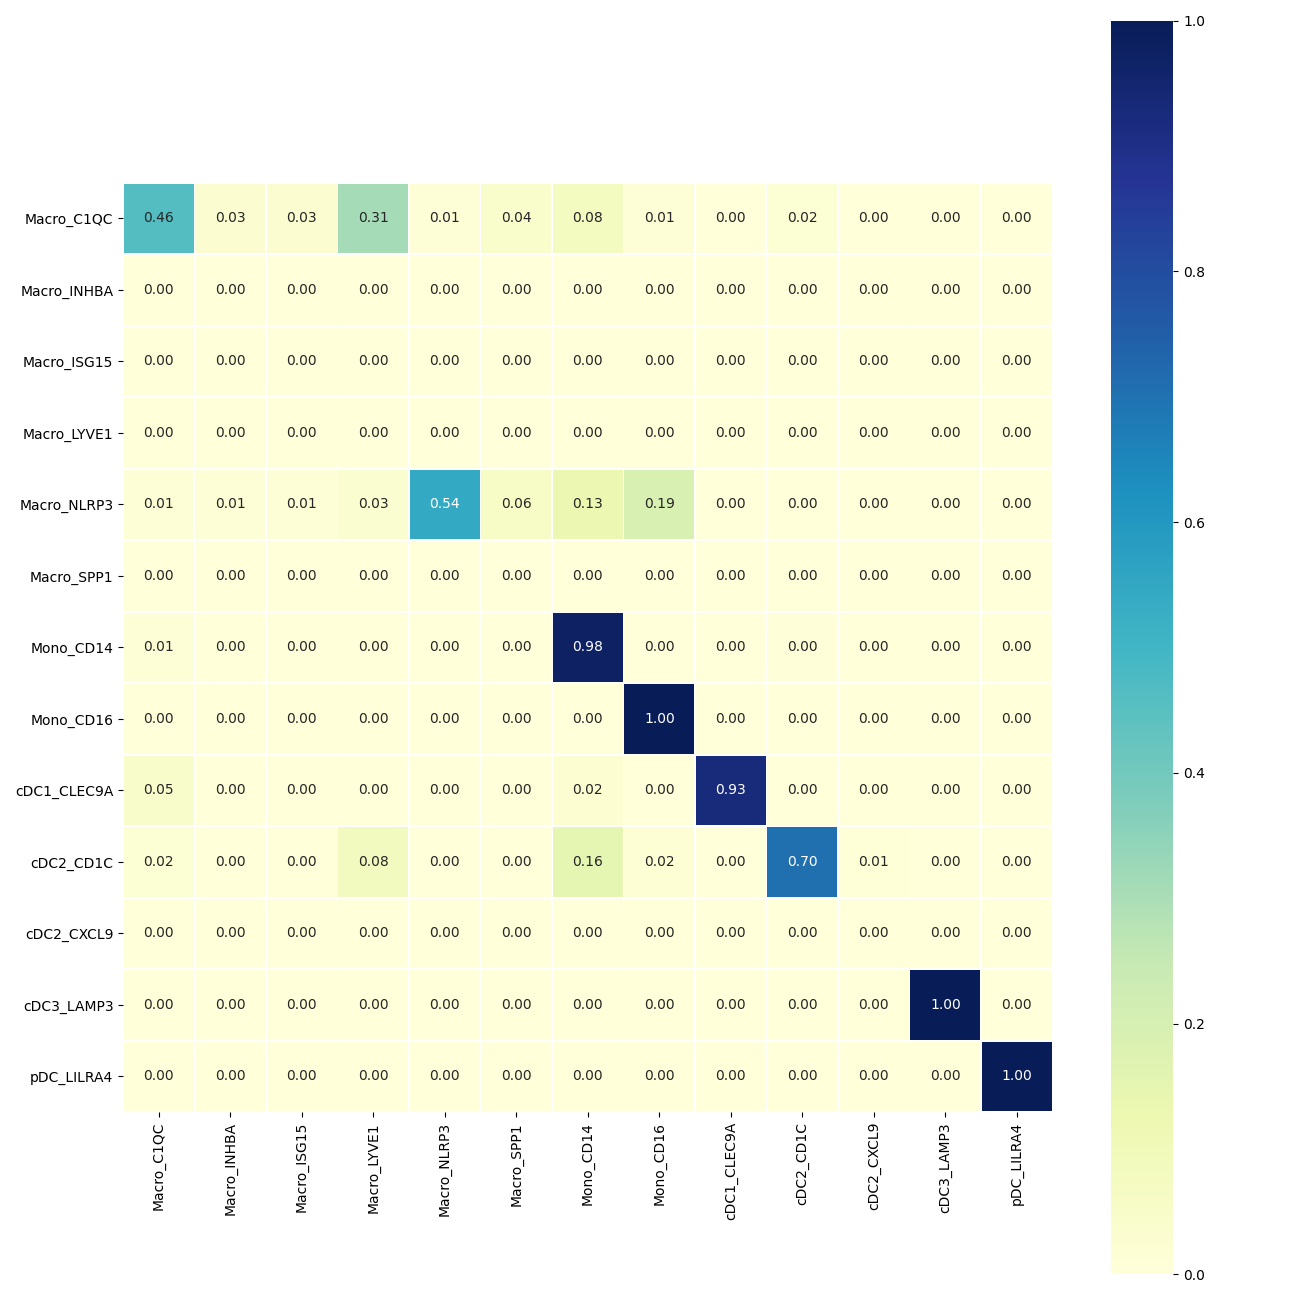 1.0
Macro_C1QC 0.46 0.03 0.03 0.31 0.01 0.04 0.08 0.01 0.00 0.02 0.00 0.00 0.00
0.8
Macro_INHBA 0.00 0.00 0.00 0.00 0.00 0.00 0.00 0.00 0.00 0.00 0.00 0.00 0.00
Macro_ISG15 0.00 0.00 0.00 0.00 0.00 0.00 0.00 0.00 0.00 0.00 0.00 0.00 0.00
Macro_LYVE1 0.00 0.00 0.00 0.00 0.00 0.00 0.00 0.00 0.00 0.00 0.00 0.00 0.00
Macro_NLRP3 0.01 0.01 0.01 0.03 0.54 0.06 0.13 0.19 0.00 0.00 0.00 0.00 0.00
0.6
Macro_SPP1 0.00 0.00 0.00 0.00 0.00 0.00 0.00 0.00 0.00 0.00 0.00 0.00 0.00
Mono_CD14 0.01 0.00 0.00 0.00 0.00 0.00 0.98 0.00 0.00 0.00 0.00 0.00 0.00
Mono_CD16 0.00 0.00 0.00 0.00 0.00 0.00 0.00 1.00 0.00 0.00 0.00 0.00 0.00
0.4
cDC1_CLEC9A 0.05 0.00 0.00 0.00 0.00 0.00 0.02 0.00 0.93 0.00 0.00 0.00 0.00
cDC2_CD1C 0.02 0.00 0.00 0.08 0.00 0.00 0.16 0.02 0.00 0.70 0.01 0.00 0.00
cDC2_CXCL9 0.00 0.00 0.00 0.00 0.00 0.00 0.00 0.00 0.00 0.00 0.00 0.00 0.00
cDC3_LAMP3 0.00 0.00 0.00 0.00 0.00 0.00 0.00 0.00 0.00 0.00 0.00 1.00 0.00
0.2
pDC_LILRA4 0.00 0.00 0.00 0.00 0.00 0.00 0.00 0.00 0.00 0.00 0.00 0.00 1.00
Macro_C1QC
Macro_INHBA
Macro_ISG15
Macro_LYVE1
Macro_NLRP3
Macro_SPP1
Mono_CD14
Mono_CD16
cDC1_CLEC9A
cDC2_CD1C
cDC2_CXCL9
cDC3_LAMP3
pDC_LILRA4
0.0